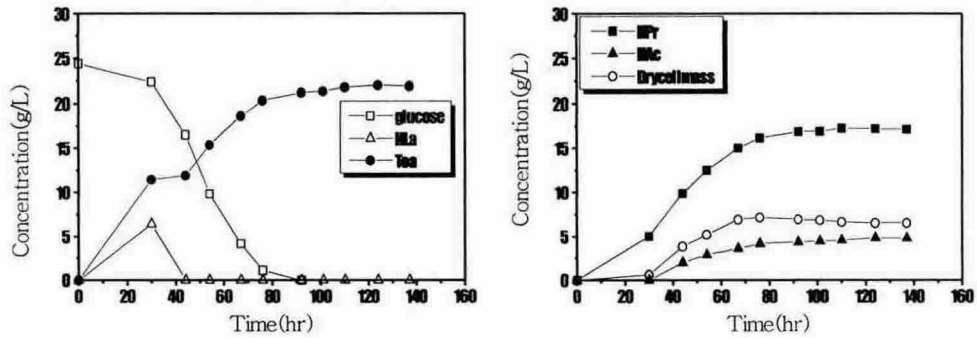 30
25
20
15
10
5
0
Concentration(g/L)
glucose
HLa
Toa
0 20 40 60 80 100 120 140 160
Time(hr)
30
25
20
15
10
5
0
Concentration(g/L)
HPr
HAc
Drycellmass
0 20 40 60 80 100 120 140 160
Time(hr)